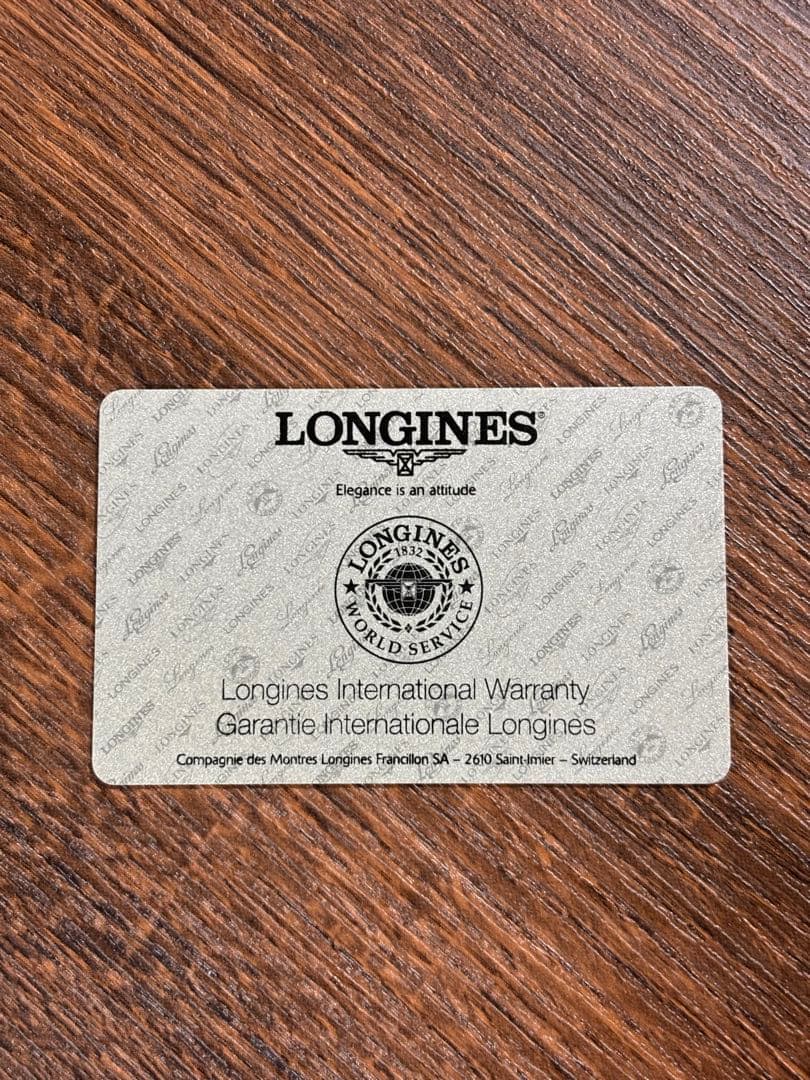 LONGINES®
Elegance is an attitude
LONGINES
1832
WORLD SERVICE
Longines International Warranty
Garantie Internationale Longines
Compagnie des Montres Longines Francillon SA – 2610 Saint-Imier – Switzerland